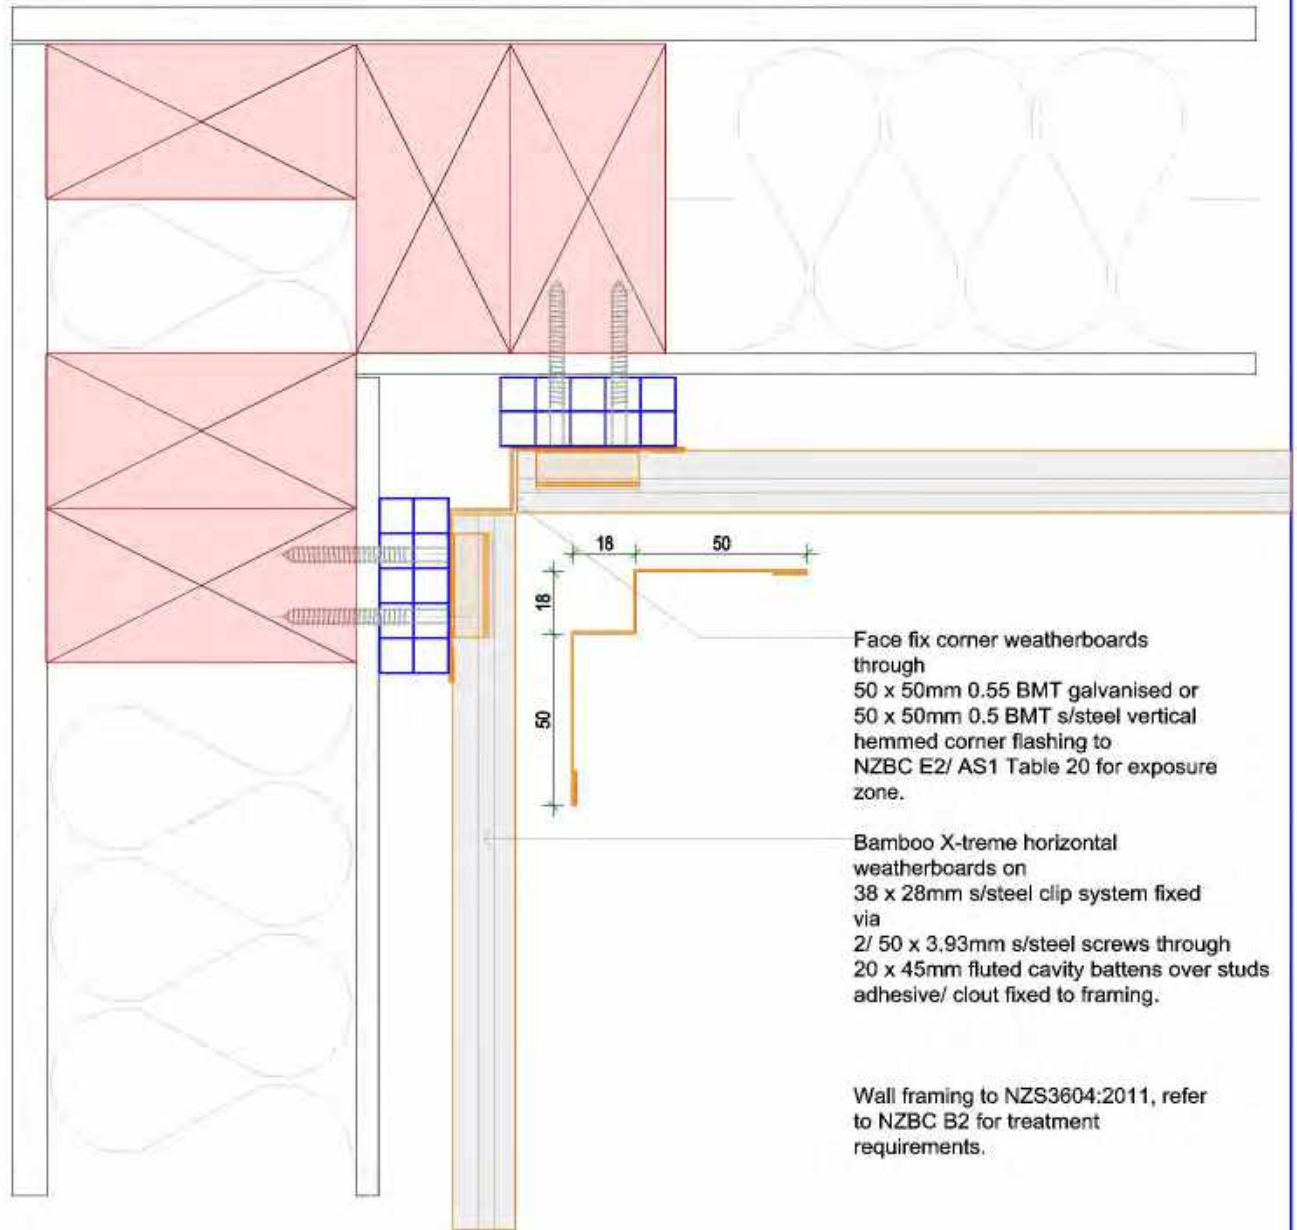 18
50
18
50
Face fix corner weatherboards
through
50 x 50mm 0.55 BMT galvanised or
50 x 50mm 0.5 BMT s/steel vertical
hemmed corner flashing to
NZBC E2/ AS1 Table 20 for exposure
zone.
Bamboo X-treme horizontal
weatherboards on
38 x 28mm s/steel clip system fixed
via
2/ 50 x 3.93mm s/steel screws through
20 x 45mm fluted cavity battens over studs
adhesive/ clout fixed to framing.
Wall framing to NZS3604:2011, refer
to NZBC B2 for treatment
requirements.